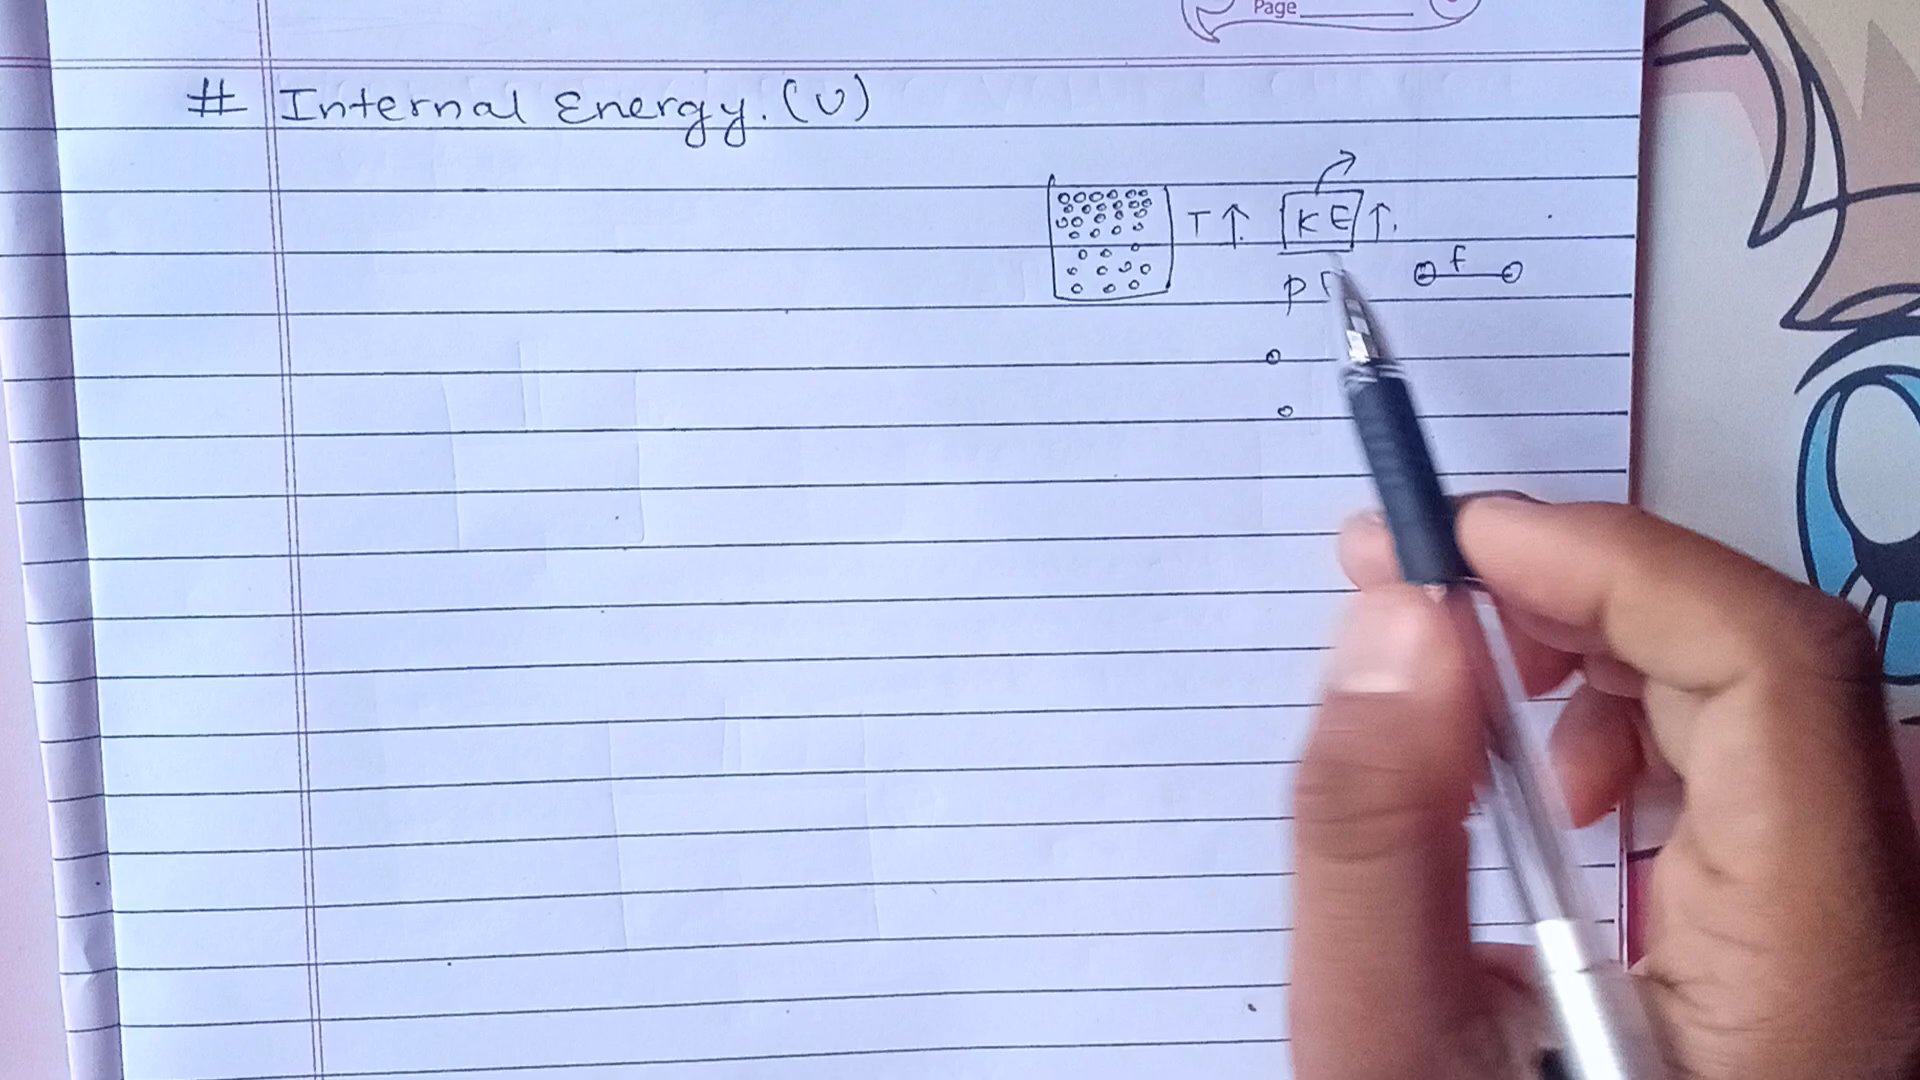 Page
# Internal Energy. (U)
T↑ KE ↑.
f
P